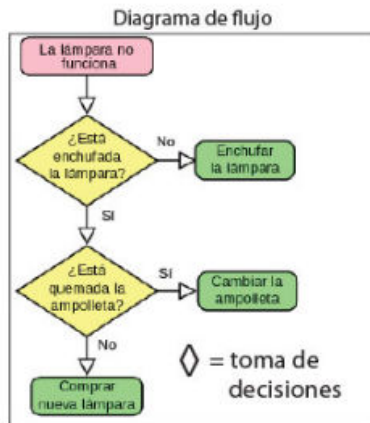 Diagrama de flujo
La lámpara no
funciona
¿Está
enchufada
la lámpara?
No
Enchufar
la lámpara
Sí
¿Está
quemada la
ampolleta?
Sí
Cambiar la
ampolleta
No
Comprar
nueva lámpara
= toma de
decisiones